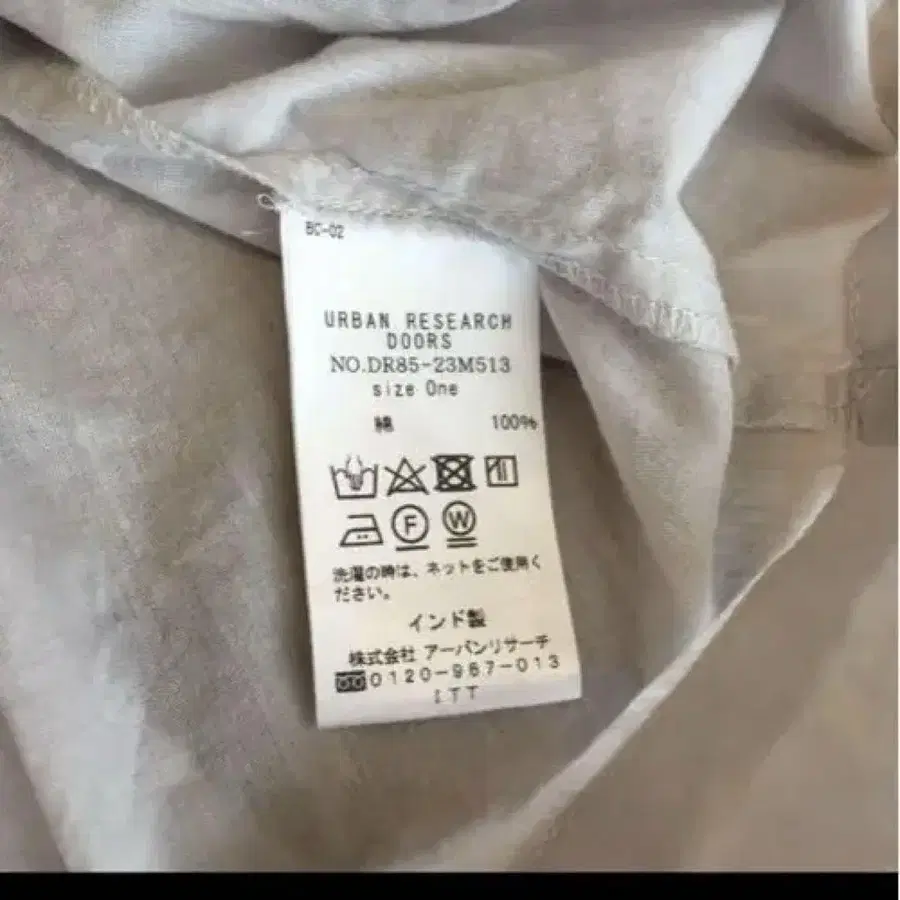 BC-02
URBAN RESEARCH
DOORS
NO.DR85-23M513
size One
綿 100%
F W
洗濯の時は、ネットをご使用く
ださい。
インド製
株式会社 アーバンリサーチ
0120-967-013
ITT